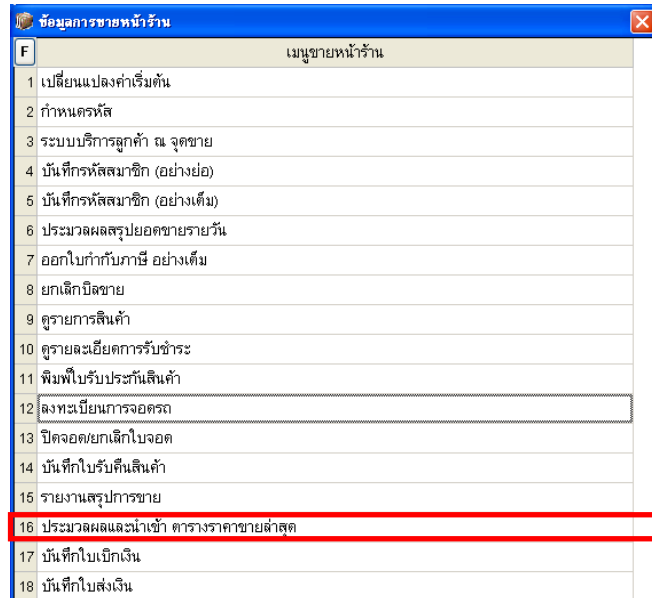 ข้อมูลการขายหน้าร้าน
F เมนูขายหน้าร้าน
1 เปลี่ยนแปลงค่าเริ่มต้น
2 กำหนดรหัส
3 ระบบบริการลูกค้า ณ จุดขาย
4 บันทึกรหัสสมาชิก (อย่างย่อ)
5 บันทึกรหัสสมาชิก (อย่างเต็ม)
6 ประมวลผลสรุปยอดขายรายวัน
7 ออกใบกำกับภาษี อย่างเต็ม
8 ยกเลิกบิลขาย
9 ดูรายการสินค้า
10 ดูรายละเอียดการรับชำระ
11 พิมพ์ใบรับประกันสินค้า
12 ลงทะเบียนการจอดรถ
13 ปิดจอด/ยกเลิกใบจอด
14 บันทึกใบรับคืนสินค้า
15 รายงานสรุปการขาย
16 ประมวลผลและนำเข้า ตารางราคาขายล่าสุด
17 บันทึกใบเบิกเงิน
18 บันทึกใบส่งเงิน